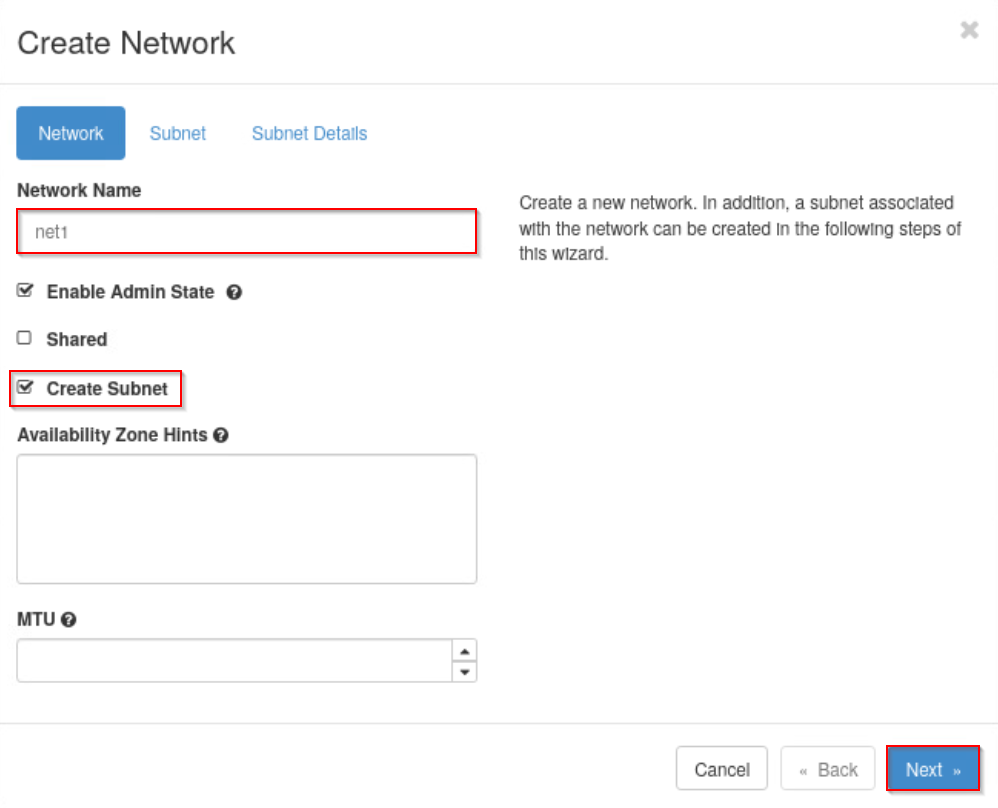 Create Network
×
Network Subnet Subnet Details
Network Name
net1
Create a new network. In addition, a subnet associated
with the network can be created in the following steps of
this wizard.
Enable Admin State ?
Shared
Create Subnet
Availability Zone Hints ?
MTU ?
Cancel « Back Next »